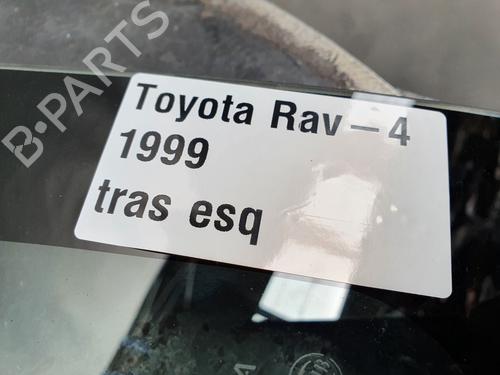 B-PARTS
Toyota Rav-4
1999
tras esq